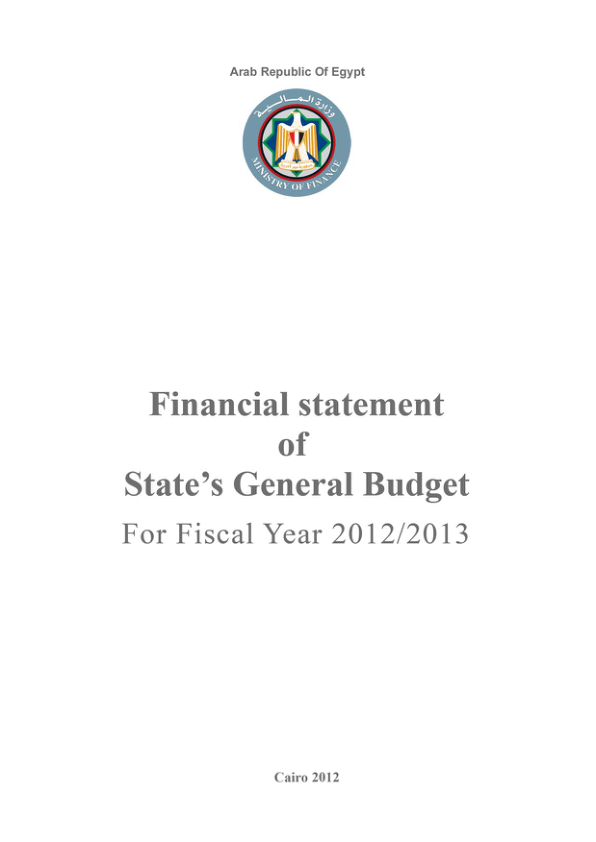 Arab Republic Of Egypt
وزارة المالية
MINISTRY OF FINANCE
Financial statement
of
State’s General Budget
For Fiscal Year 2012/2013
Cairo 2012